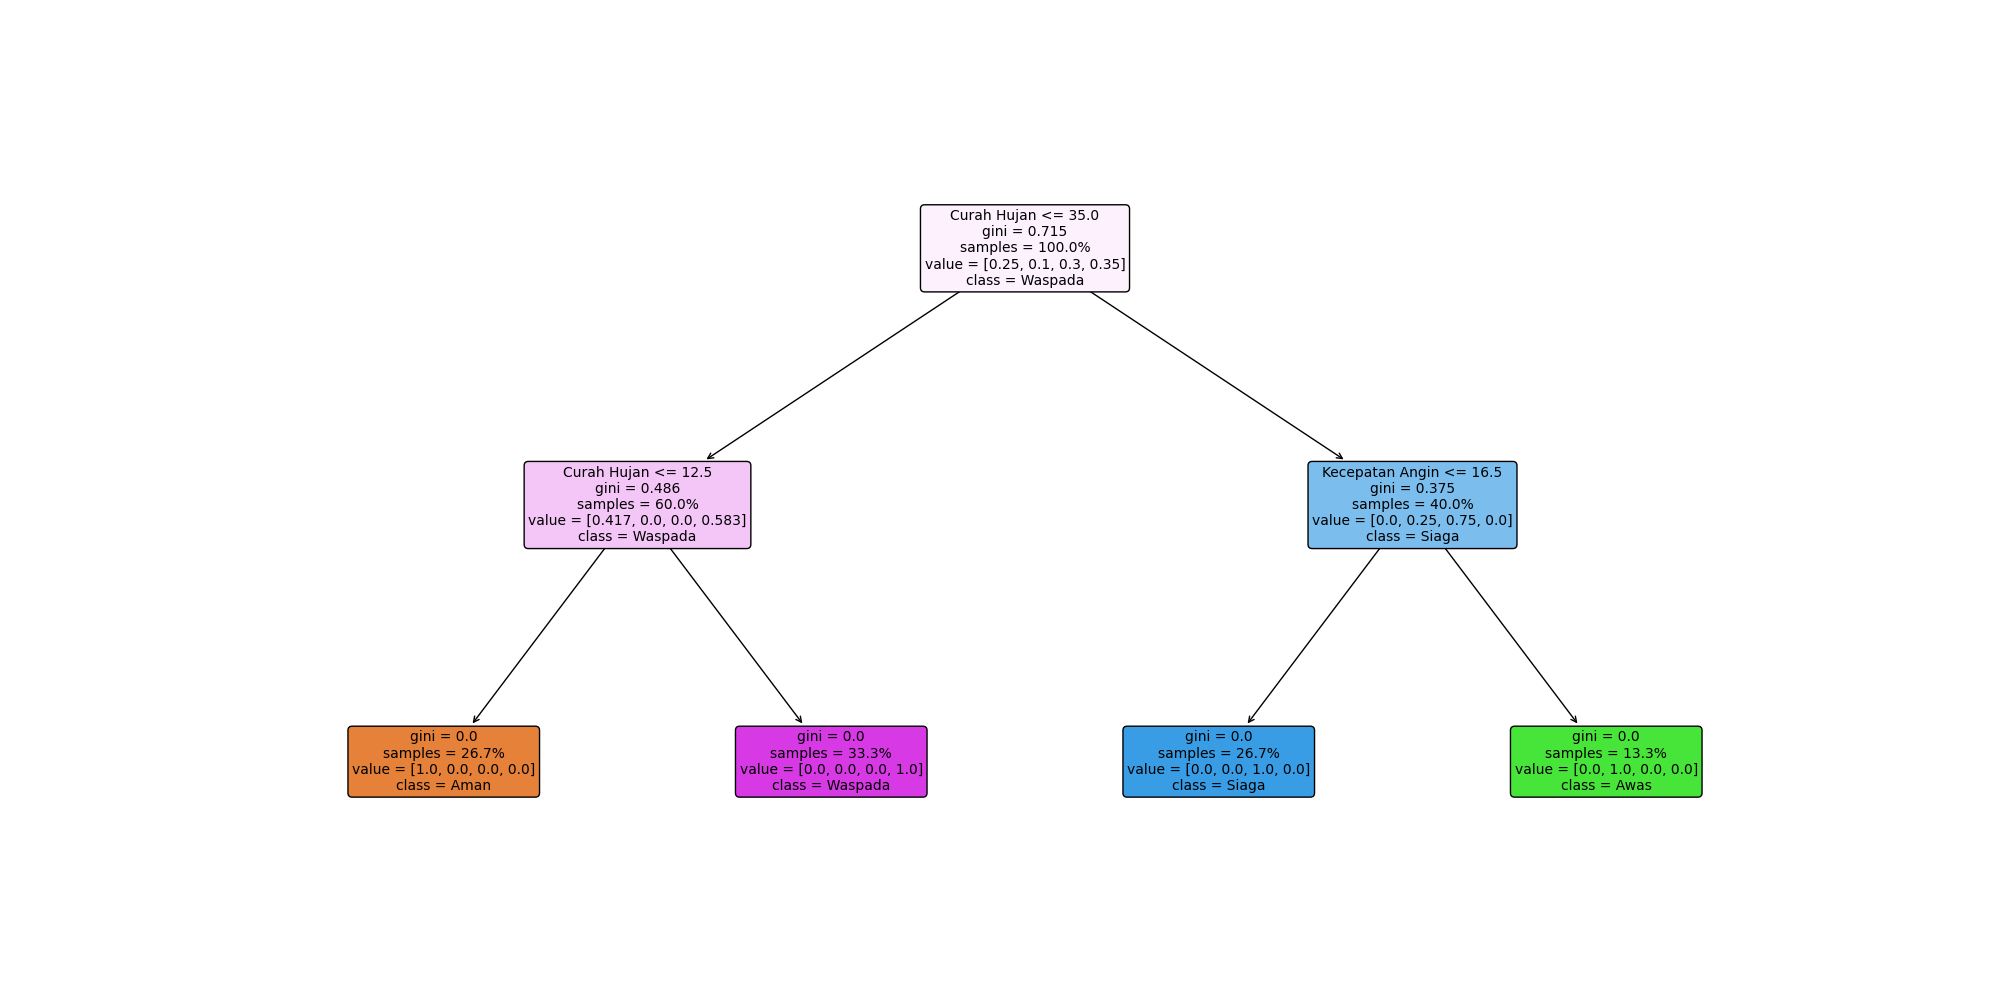 Curah Hujan <= 35.0
gini = 0.715
samples = 100.0%
value = [0.25, 0.1, 0.3, 0.35]
class = Waspada
Curah Hujan <= 12.5
gini = 0.486
samples = 60.0%
value = [0.417, 0.0, 0.0, 0.583]
class = Waspada
Kecepatan Angin <= 16.5
gini = 0.375
samples = 40.0%
value = [0.0, 0.25, 0.75, 0.0]
class = Siaga
gini = 0.0
samples = 26.7%
value = [1.0, 0.0, 0.0, 0.0]
class = Aman
gini = 0.0
samples = 33.3%
value = [0.0, 0.0, 0.0, 1.0]
class = Waspada
gini = 0.0
samples = 26.7%
value = [0.0, 0.0, 1.0, 0.0]
class = Siaga
gini = 0.0
samples = 13.3%
value = [0.0, 1.0, 0.0, 0.0]
class = Awas